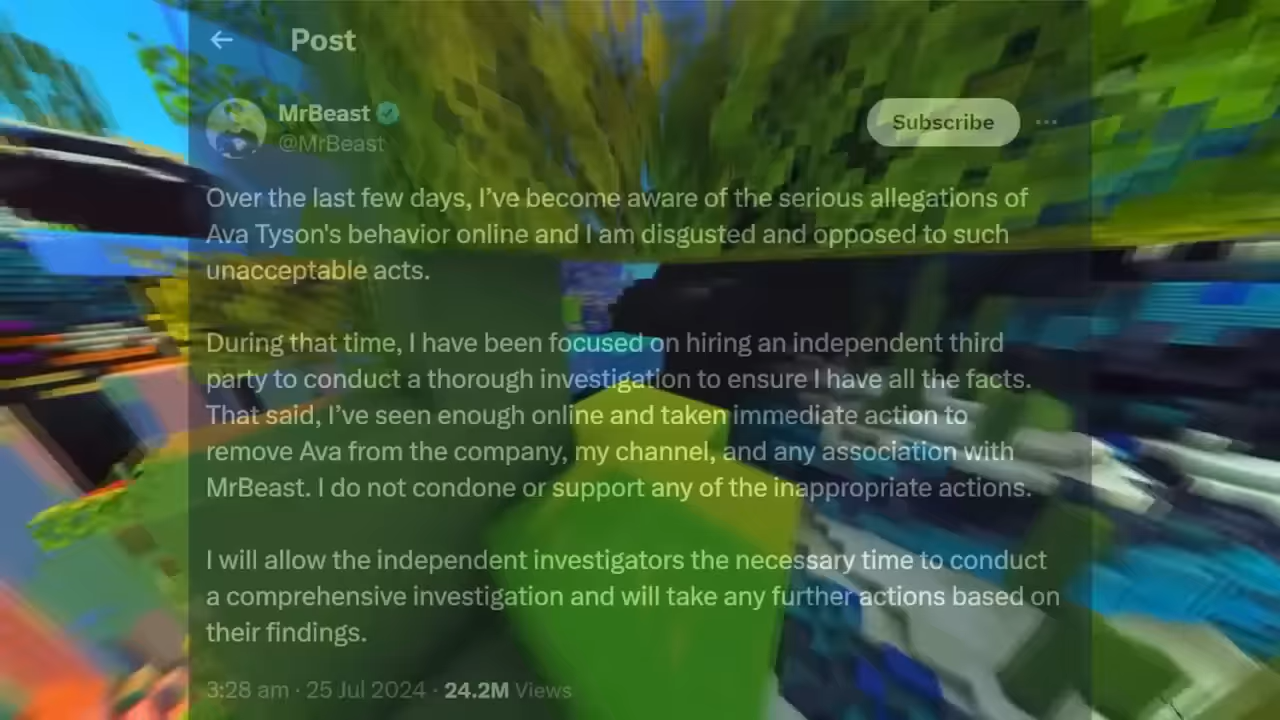 Post
MrBeast
@MrBeast
Subscribe
Over the last few days, I’ve become aware of the serious allegations of
Ava Tyson's behavior online and I am disgusted and opposed to such
unacceptable acts.
During that time, I have been focused on hiring an independent third
party to conduct a thorough investigation to ensure I have all the facts.
That said, I’ve seen enough online and taken immediate action to
remove Ava from the company, my channel, and any association with
MrBeast. I do not condone or support any of the inappropriate actions.
I will allow the independent investigators the necessary time to conduct
a comprehensive investigation and will take any further actions based on
their findings.
3:28 am · 25 Jul 2024 · 24.2M Views